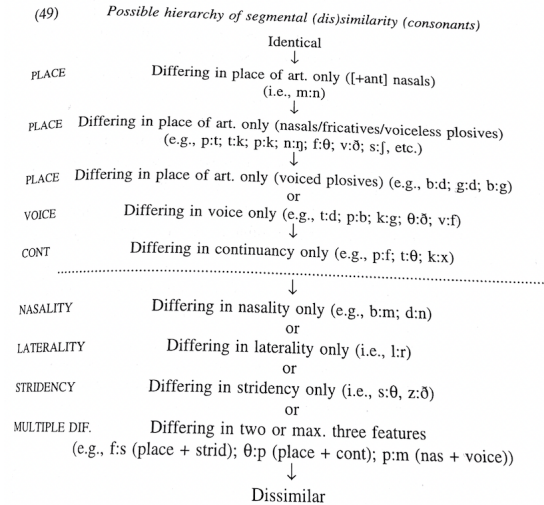 (49) Possible hierarchy of segmental (dis)similarity (consonants)
Identical
↓
PLACE Differing in place of art. only ([+ant] nasals)
(i.e., m:n)
↓
PLACE Differing in place of art. only (nasals/fricatives/voiceless plosives)
(e.g., p:t; t:k; p:k; n:ŋ; f:θ; v:ð; s:ʃ, etc.)
↓
PLACE Differing in place of art. only (voiced plosives) (e.g., b:d; g:d; b:g)
or
VOICE Differing in voice only (e.g., t:d; p:b; k:g; θ:ð; v:f)
↓
CONT Differing in continuancy only (e.g., p:f; t:θ; k:x)
↓
NASALITY Differing in nasality only (e.g., b:m; d:n)
or
LATERALITY Differing in laterality only (i.e., l:r)
or
STRIDENCY Differing in stridency only (i.e., s:θ, z:ð)
or
MULTIPLE DIF. Differing in two or max. three features
(e.g., f:s (place + strid); θ:p (place + cont); p:m (nas + voice))
↓
Dissimilar